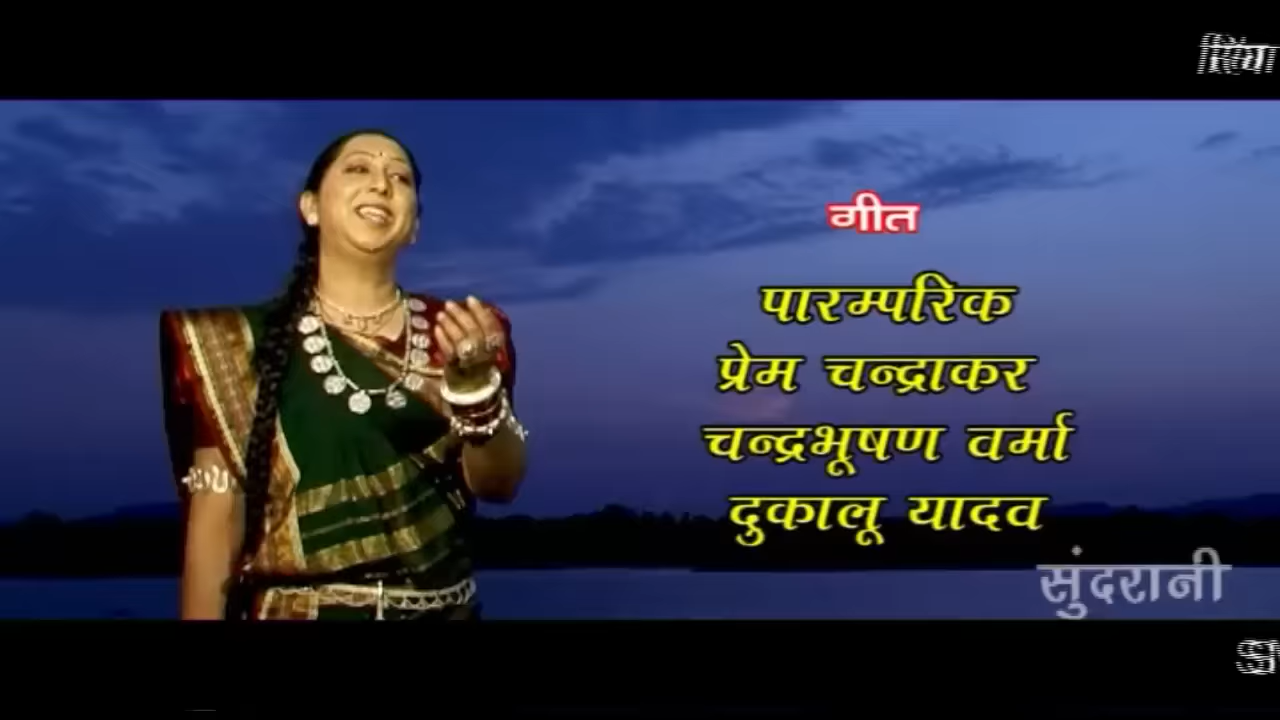 गीत
पारम्परिक
प्रेम चन्द्राकर
चन्द्रभूषण वर्मा
दुकालू यादव
सुंदरानी